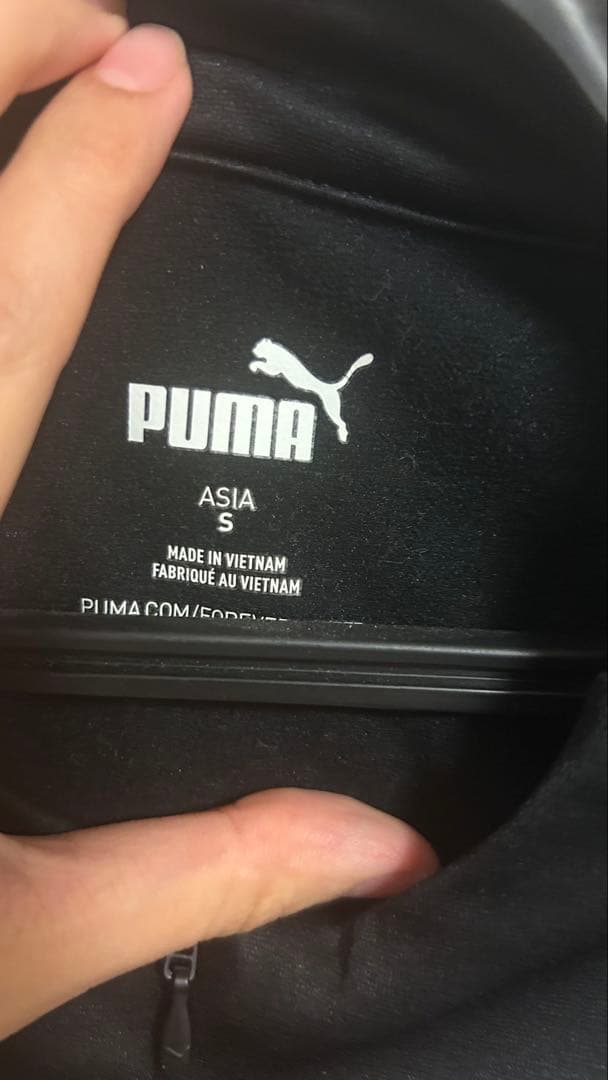 PUMA
ASIA
S
MADE IN VIETNAM
FABRIQUÉ AU VIETNAM